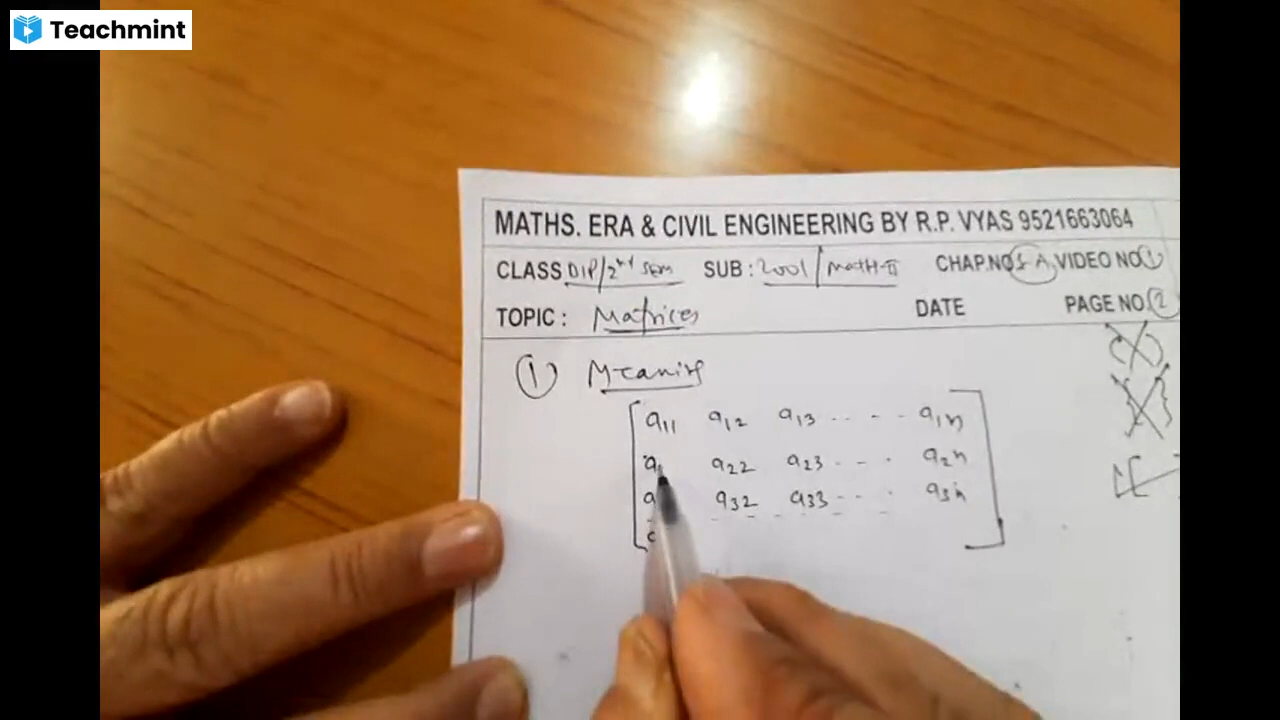 Teachmint
MATHS. ERA & CIVIL ENGINEERING BY R.P. VYAS 9521663064
CLASS DIP/2nd sem SUB : 2001/Math-II CHAP.NO 1-A VIDEO NO 1
TOPIC : Matrices DATE PAGE NO. 2
1 Meaning
a11 a12 a13 - - - - a1n
a a22 a23 - - - a2n
a a32 a33 - - - a3n